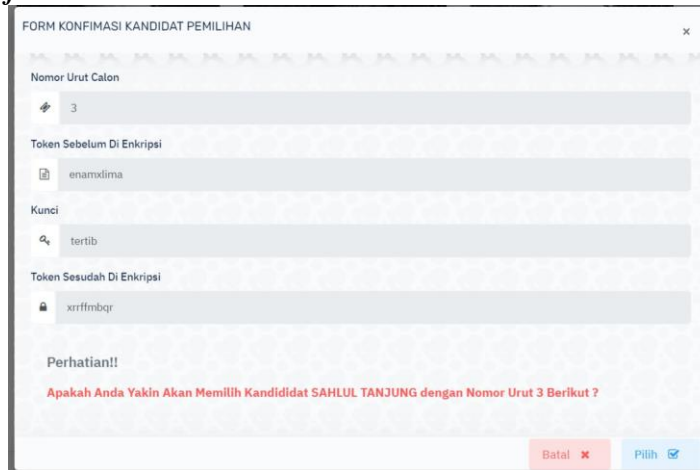 FORM KONFIMASI KANDIDAT PEMILIHAN
Nomor Urut Calon
3
Token Sebelum Di Enkripsi
enamxlima
Kunci
tertib
Token Sesudah Di Enkripsi
xrrffmbqr
Perhatian!!
Apakah Anda Yakin Akan Memilih Kandididat SAHLUL TANJUNG dengan Nomor Urut 3 Berikut ?
Batal
Pilih